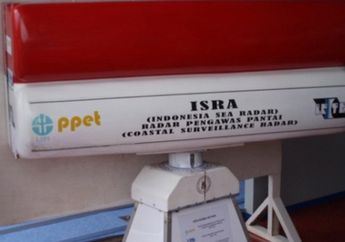 ppet
ISRA
(INDONESIA SEA RADAR)
RADAR PENGAWAS PANTAI
(COASTAL SURVEILLANCE RADAR)